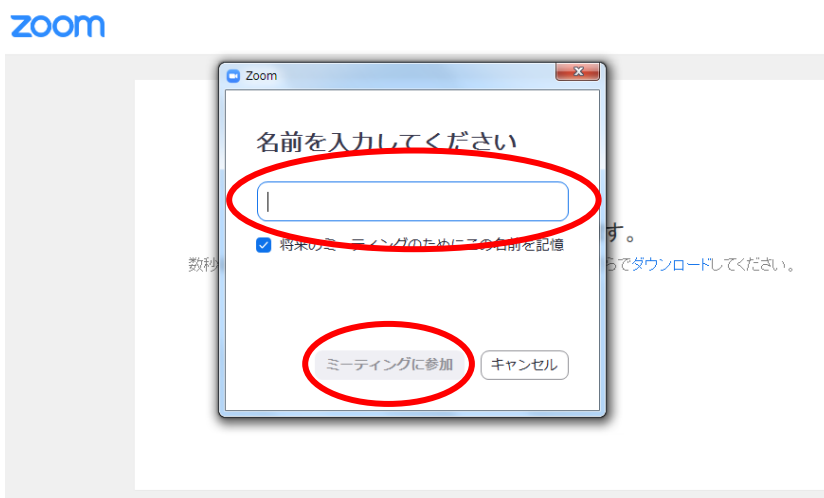 zoom
Zoom
名前を入力してください
す。
将来のミーティングのためにこの名前を記憶
数秒
らでダウンロードしてください。
ミーティングに参加
キャンセル